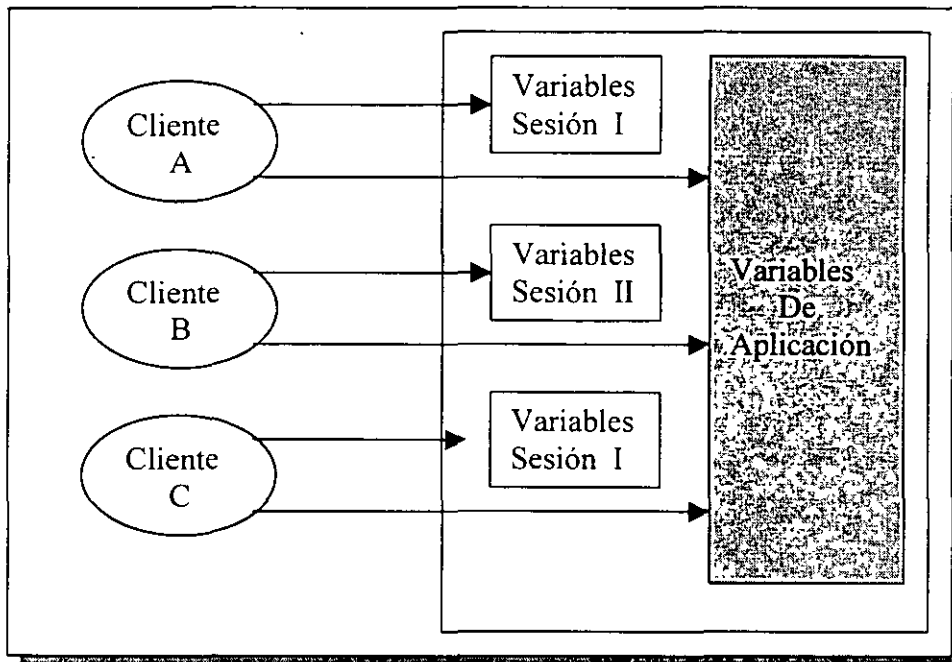 Cliente
A
Variables
Sesión I
Cliente
B
Variables
Sesión II
Cliente
C
Variables
Sesión I
Variables
De
Aplicación